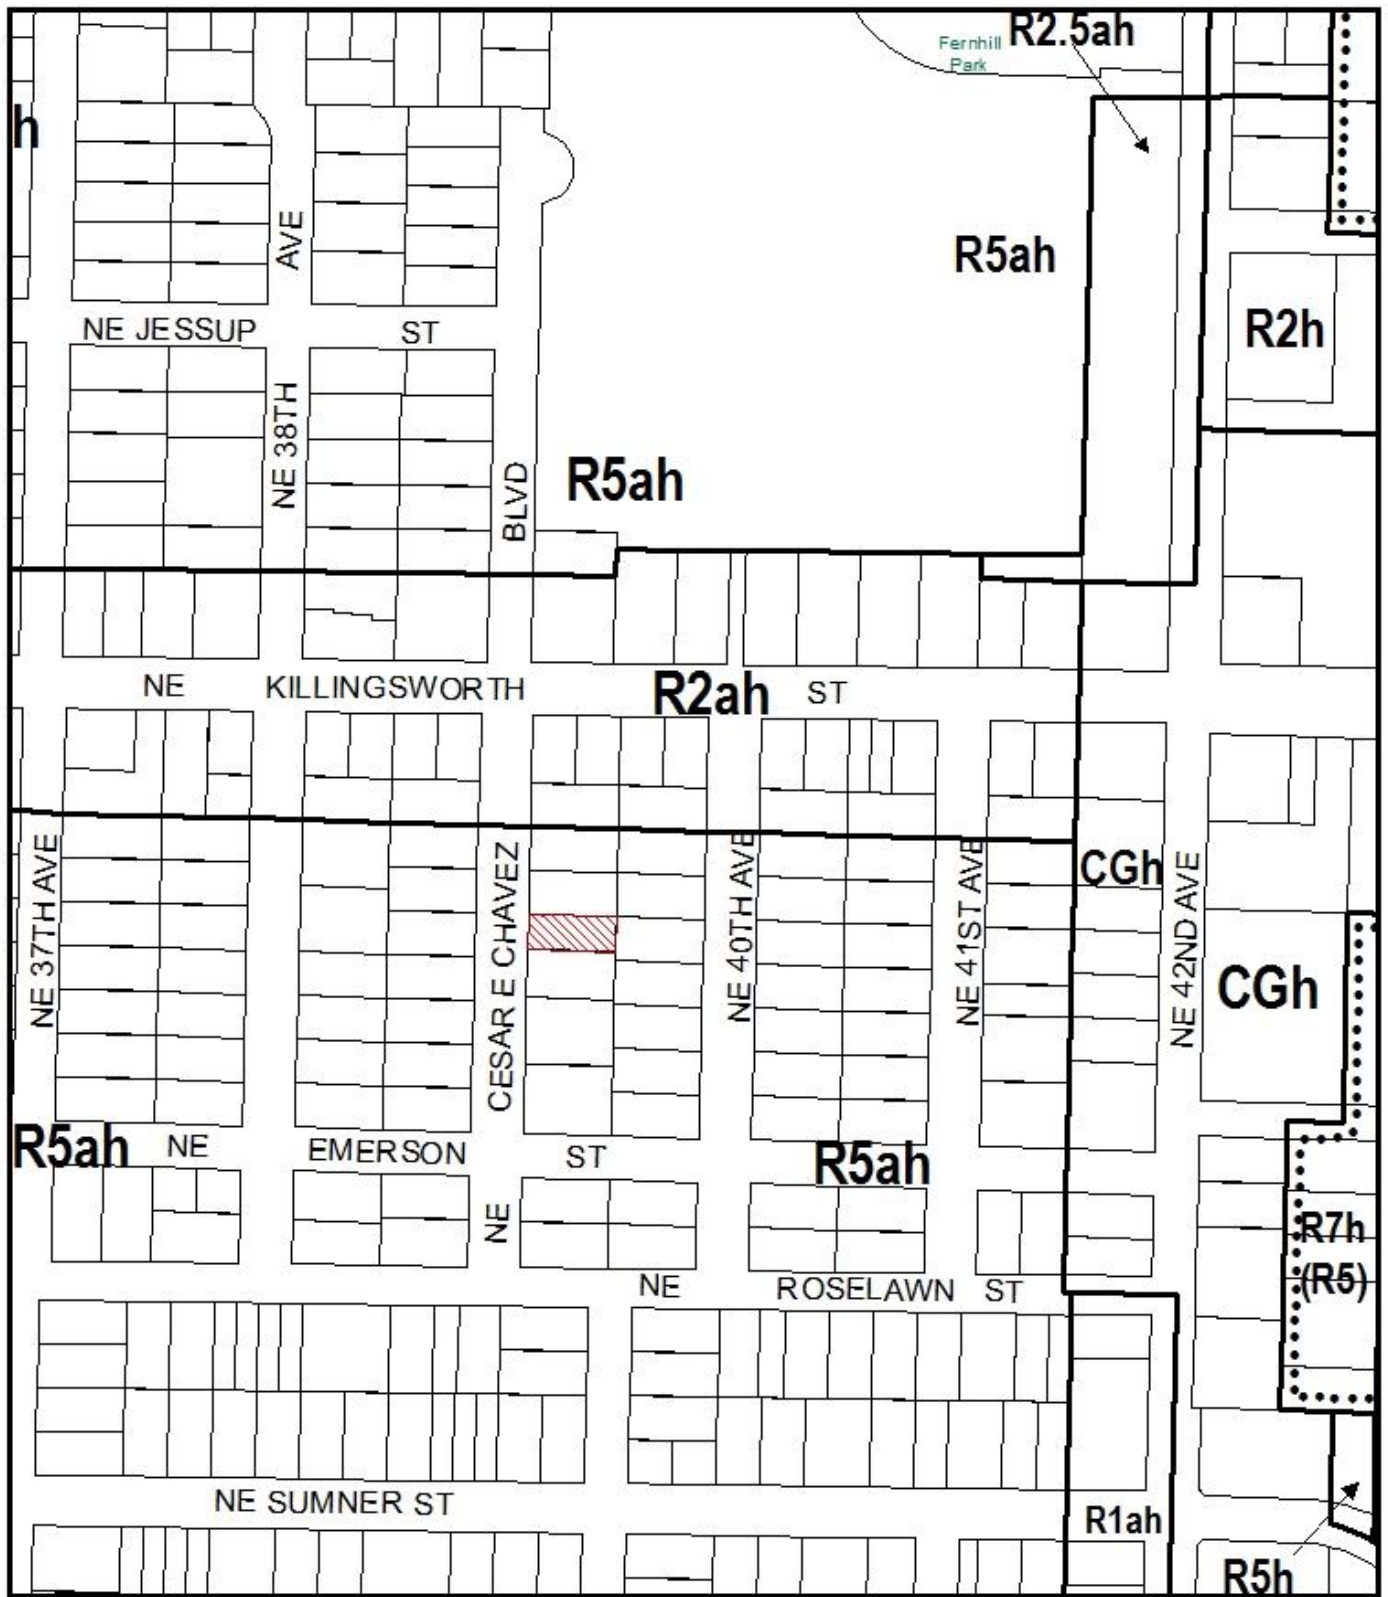 R2.5ah
Fernhill
Park
h
AVE
R5ah
R2h
NE JESSUP ST
NE 38TH
BLVD
R5ah
NE KILLINGSWORTH ST
R2ah
NE 37TH AVE
CESAR E CHAVEZ
NE 40TH AVE
NE 41ST AVE
CGh
NE 42ND AVE
CGh
R5ah
NE EMERSON ST
R5ah
NE
R7h
(R5)
NE ROSELAWN ST
NE SUMNER ST
R1ah
R5h